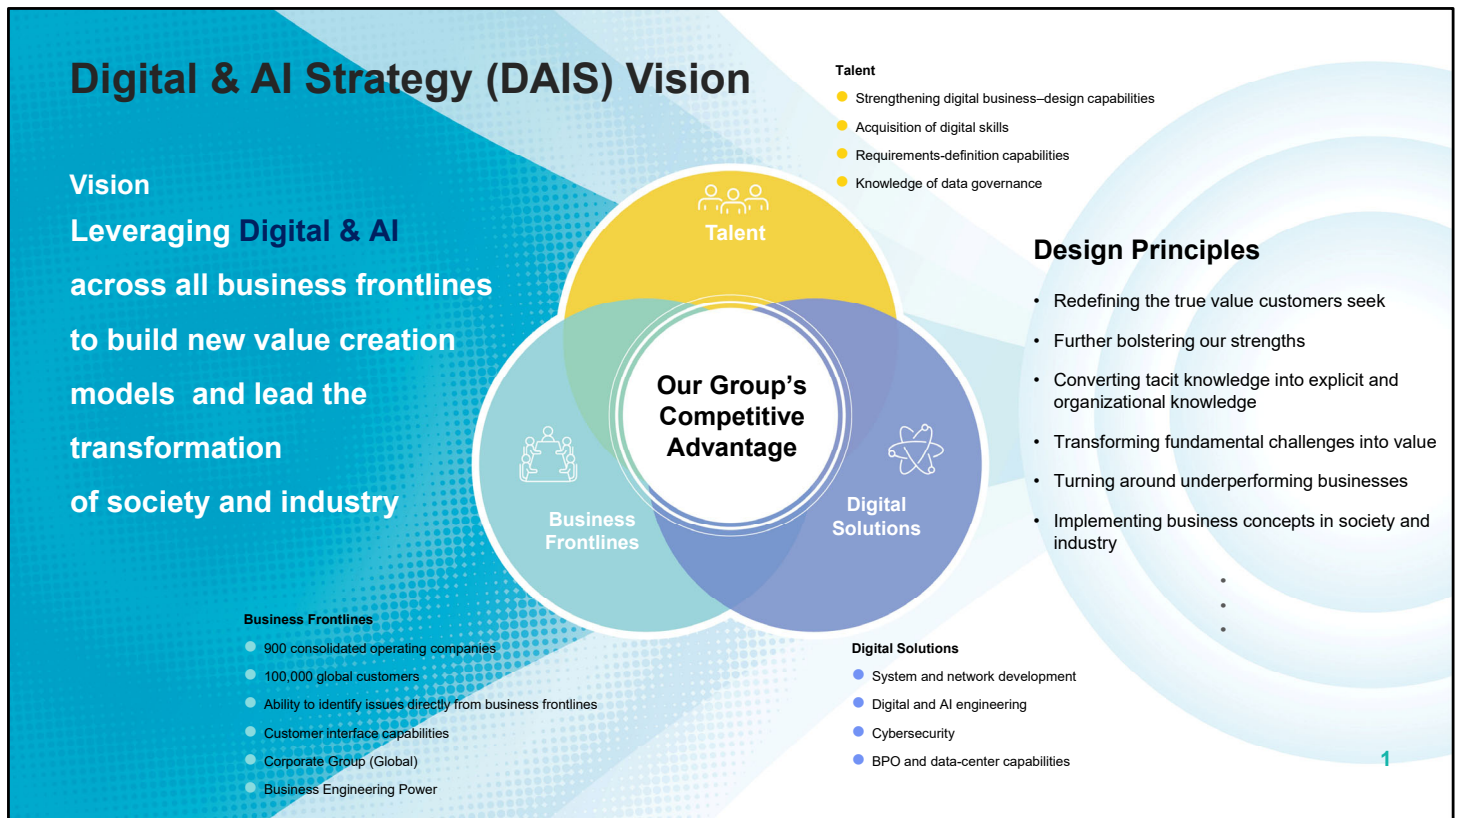 Digital & AI Strategy (DAIS) Vision
Vision
Leveraging Digital & AI
across all business frontlines
to build new value creation
models  and lead the
transformation
of society and industry
Talent
Strengthening digital business–design capabilities
Acquisition of digital skills
Requirements-definition capabilities
Knowledge of data governance
Talent
Our Group's
Competitive
Advantage
Business
Frontlines
Digital
Solutions
Design Principles
• Redefining the true value customers seek
• Further bolstering our strengths
• Converting tacit knowledge into explicit and
organizational knowledge
• Transforming fundamental challenges into value
• Turning around underperforming businesses
• Implementing business concepts in society and
industry
•
•
•
Business Frontlines
900 consolidated operating companies
100,000 global customers
Ability to identify issues directly from business frontlines
Customer interface capabilities
Corporate Group (Global)
Business Engineering Power
Digital Solutions
System and network development
Digital and AI engineering
Cybersecurity
BPO and data-center capabilities
1